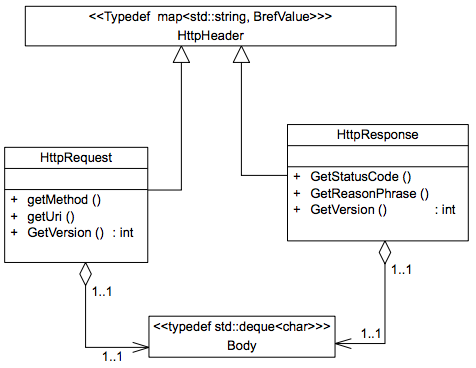 <<Typedef map<std::string, BrefValue>>>
HttpHeader
HttpRequest
+ getMethod ()
+ getUri ()
+ GetVersion () : int
HttpResponse
+ GetStatusCode ()
+ GetReasonPhrase ()
+ GetVersion () : int
1..1
1..1
1..1
1..1
<<typedef std::deque<char>>>
Body